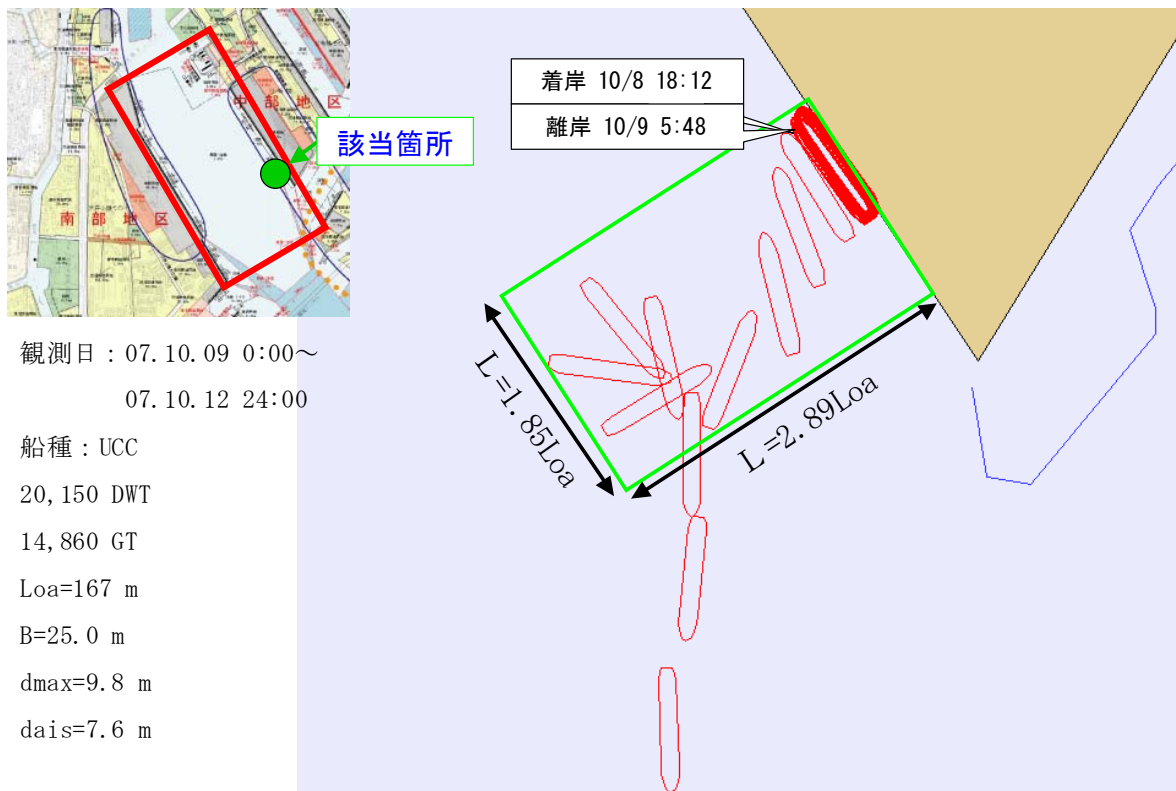 中部地区
該当箇所
南部地区
着岸 10/8 18:12
離岸 10/9 5:48
L=1.85Loa
L=2.89Loa
観測日：07.10.09 0:00～
07.10.12 24:00
船種：UCC
20,150 DWT
14,860 GT
Loa=167 m
B=25.0 m
dmax=9.8 m
dais=7.6 m